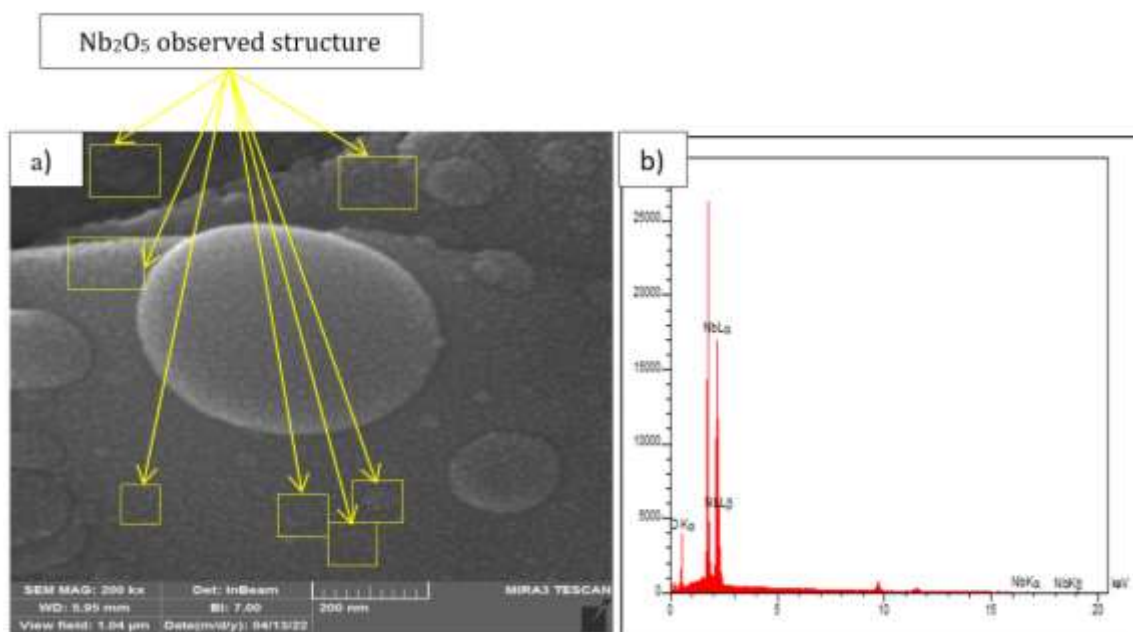 Nb₂O₅ observed structure
a)
SEM MAG: 200 kx Det: InBeam MIRA3 TESCAN
WD: 5.95 mm BI: 7.00 200 nm
View field: 1.04 µm Date(m/d/y): 04/13/22
b)
25000
20000
NbLα
15000
10000
NbLβ
5000
OKα
NbKα NbKβ keV
0
0 5 10 15 20